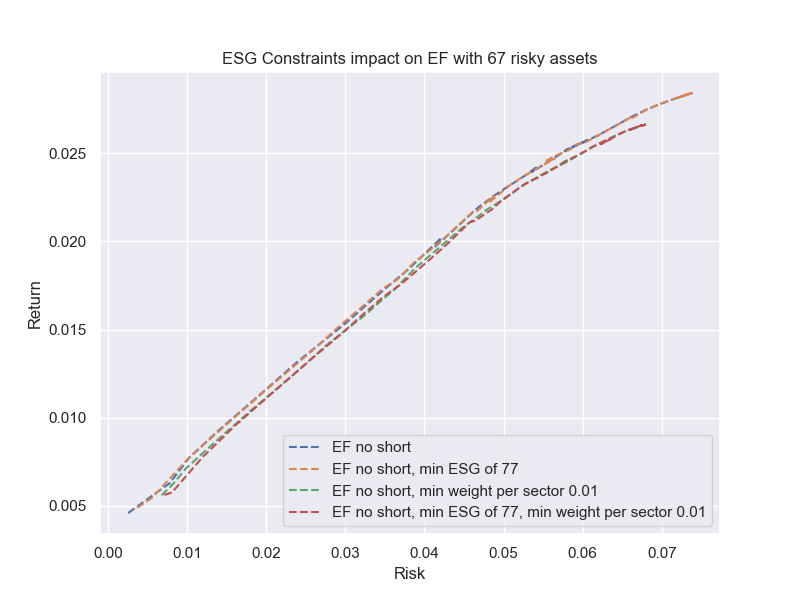 ESG Constraints impact on EF with 67 risky assets
Return
0.025
0.020
0.015
0.010
0.005
EF no short
EF no short, min ESG of 77
EF no short, min weight per sector 0.01
EF no short, min ESG of 77, min weight per sector 0.01
0.00 0.01 0.02 0.03 0.04 0.05 0.06 0.07
Risk